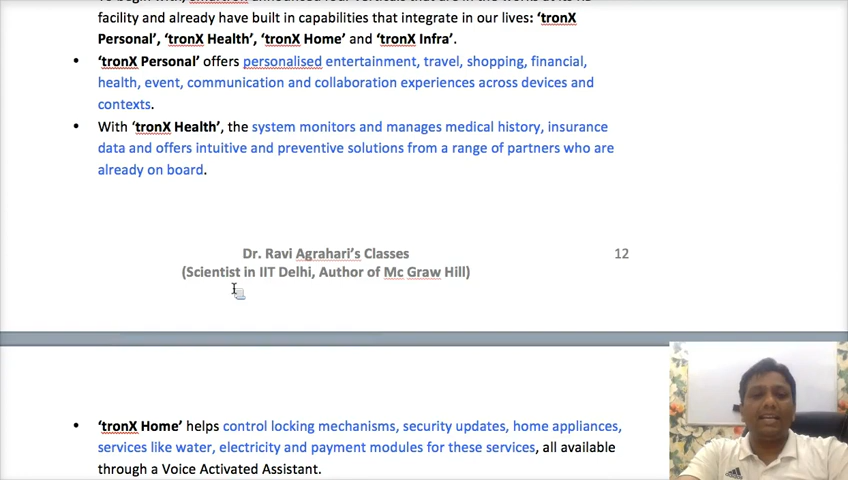 facility and already have built in capabilities that integrate in our lives: ‘tronX
Personal’, ‘tronX Health’, ‘tronX Home’ and ‘tronX Infra’.
• ‘tronX Personal’ offers personalised entertainment, travel, shopping, financial,
health, event, communication and collaboration experiences across devices and
contexts.
• With ‘tronX Health’, the system monitors and manages medical history, insurance
data and offers intuitive and preventive solutions from a range of partners who are
already on board.
Dr. Ravi Agrahari’s Classes 12
(Scientist in IIT Delhi, Author of Mc Graw Hill)
• ‘tronX Home’ helps control locking mechanisms, security updates, home appliances,
services like water, electricity and payment modules for these services, all available
through a Voice Activated Assistant.